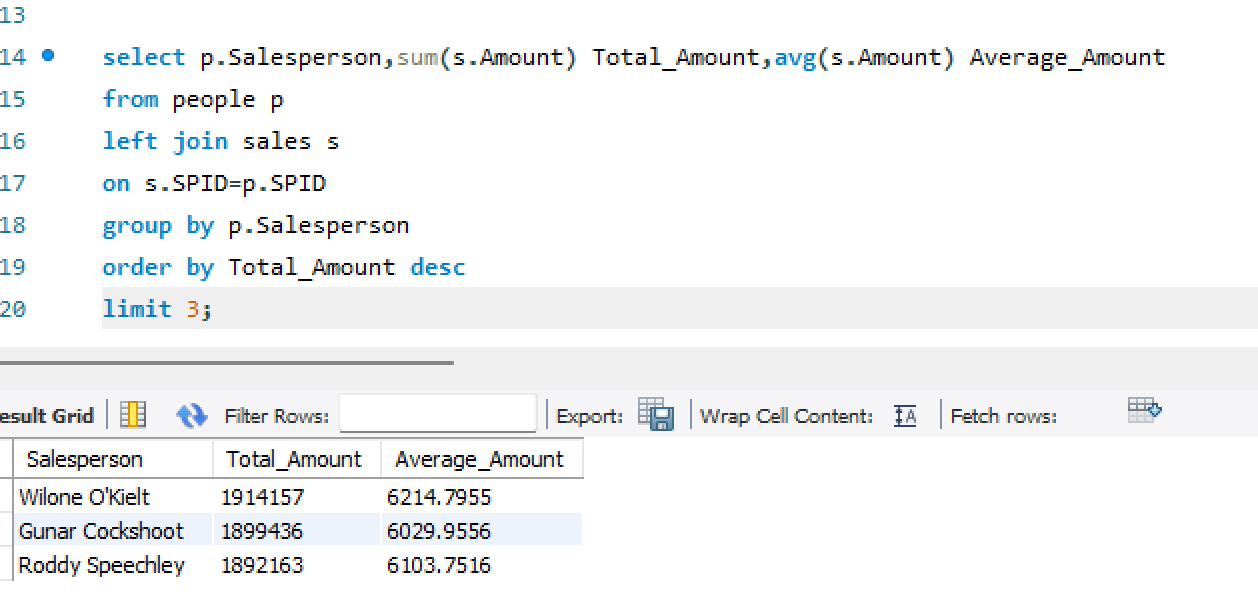 13
14 select p.Salesperson,sum(s.Amount) Total_Amount,avg(s.Amount) Average_Amount
15 from people p
16 left join sales s
17 on s.SPID=p.SPID
18 group by p.Salesperson
19 order by Total_Amount desc
20 limit 3;
esult Grid Filter Rows: Export: Wrap Cell Content: IA Fetch rows:
Salesperson Total_Amount Average_Amount
Wilone O'Kielt 1914157 6214.7955
Gunar Cockshoot 1899436 6029.9556
Roddy Speechley 1892163 6103.7516